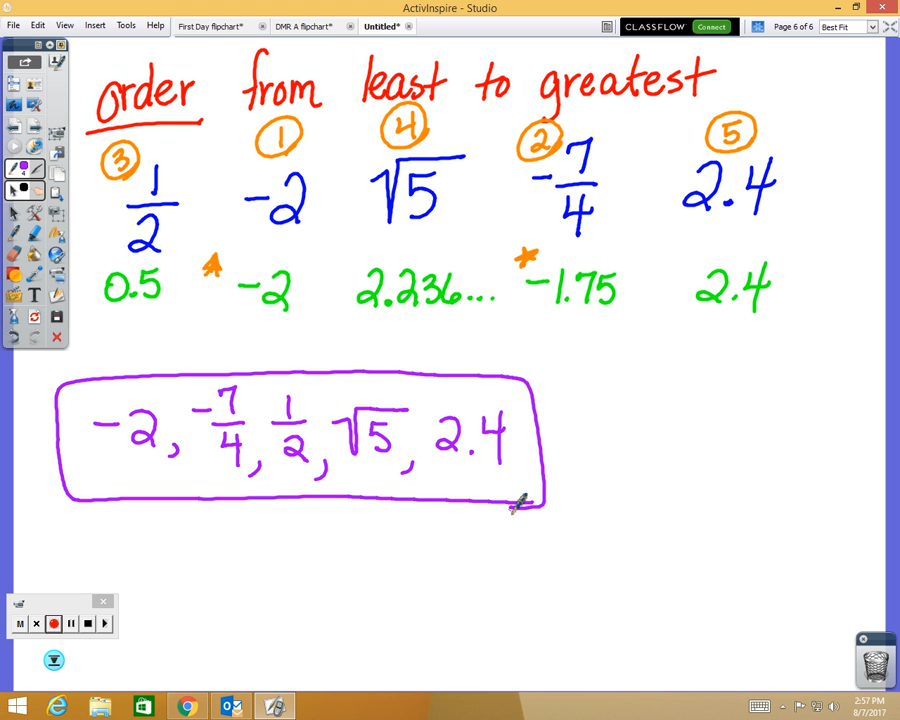 ActivInspire - Studio
File Edit View Insert Tools Help First Day flipchart* DMR A flipchart* Untitled* CLASSFLOW Connect Page 6 of 6 Best Fit
order from least to greatest
③ ① ④ ② ⑤
1/2 -2 √5 -7/4 2.4
0.5 * -2 2.236... * -1.75 2.4
-2, -7/4, 1/2, √5, 2.4
4
T
M
2:57 PM
8/7/2017